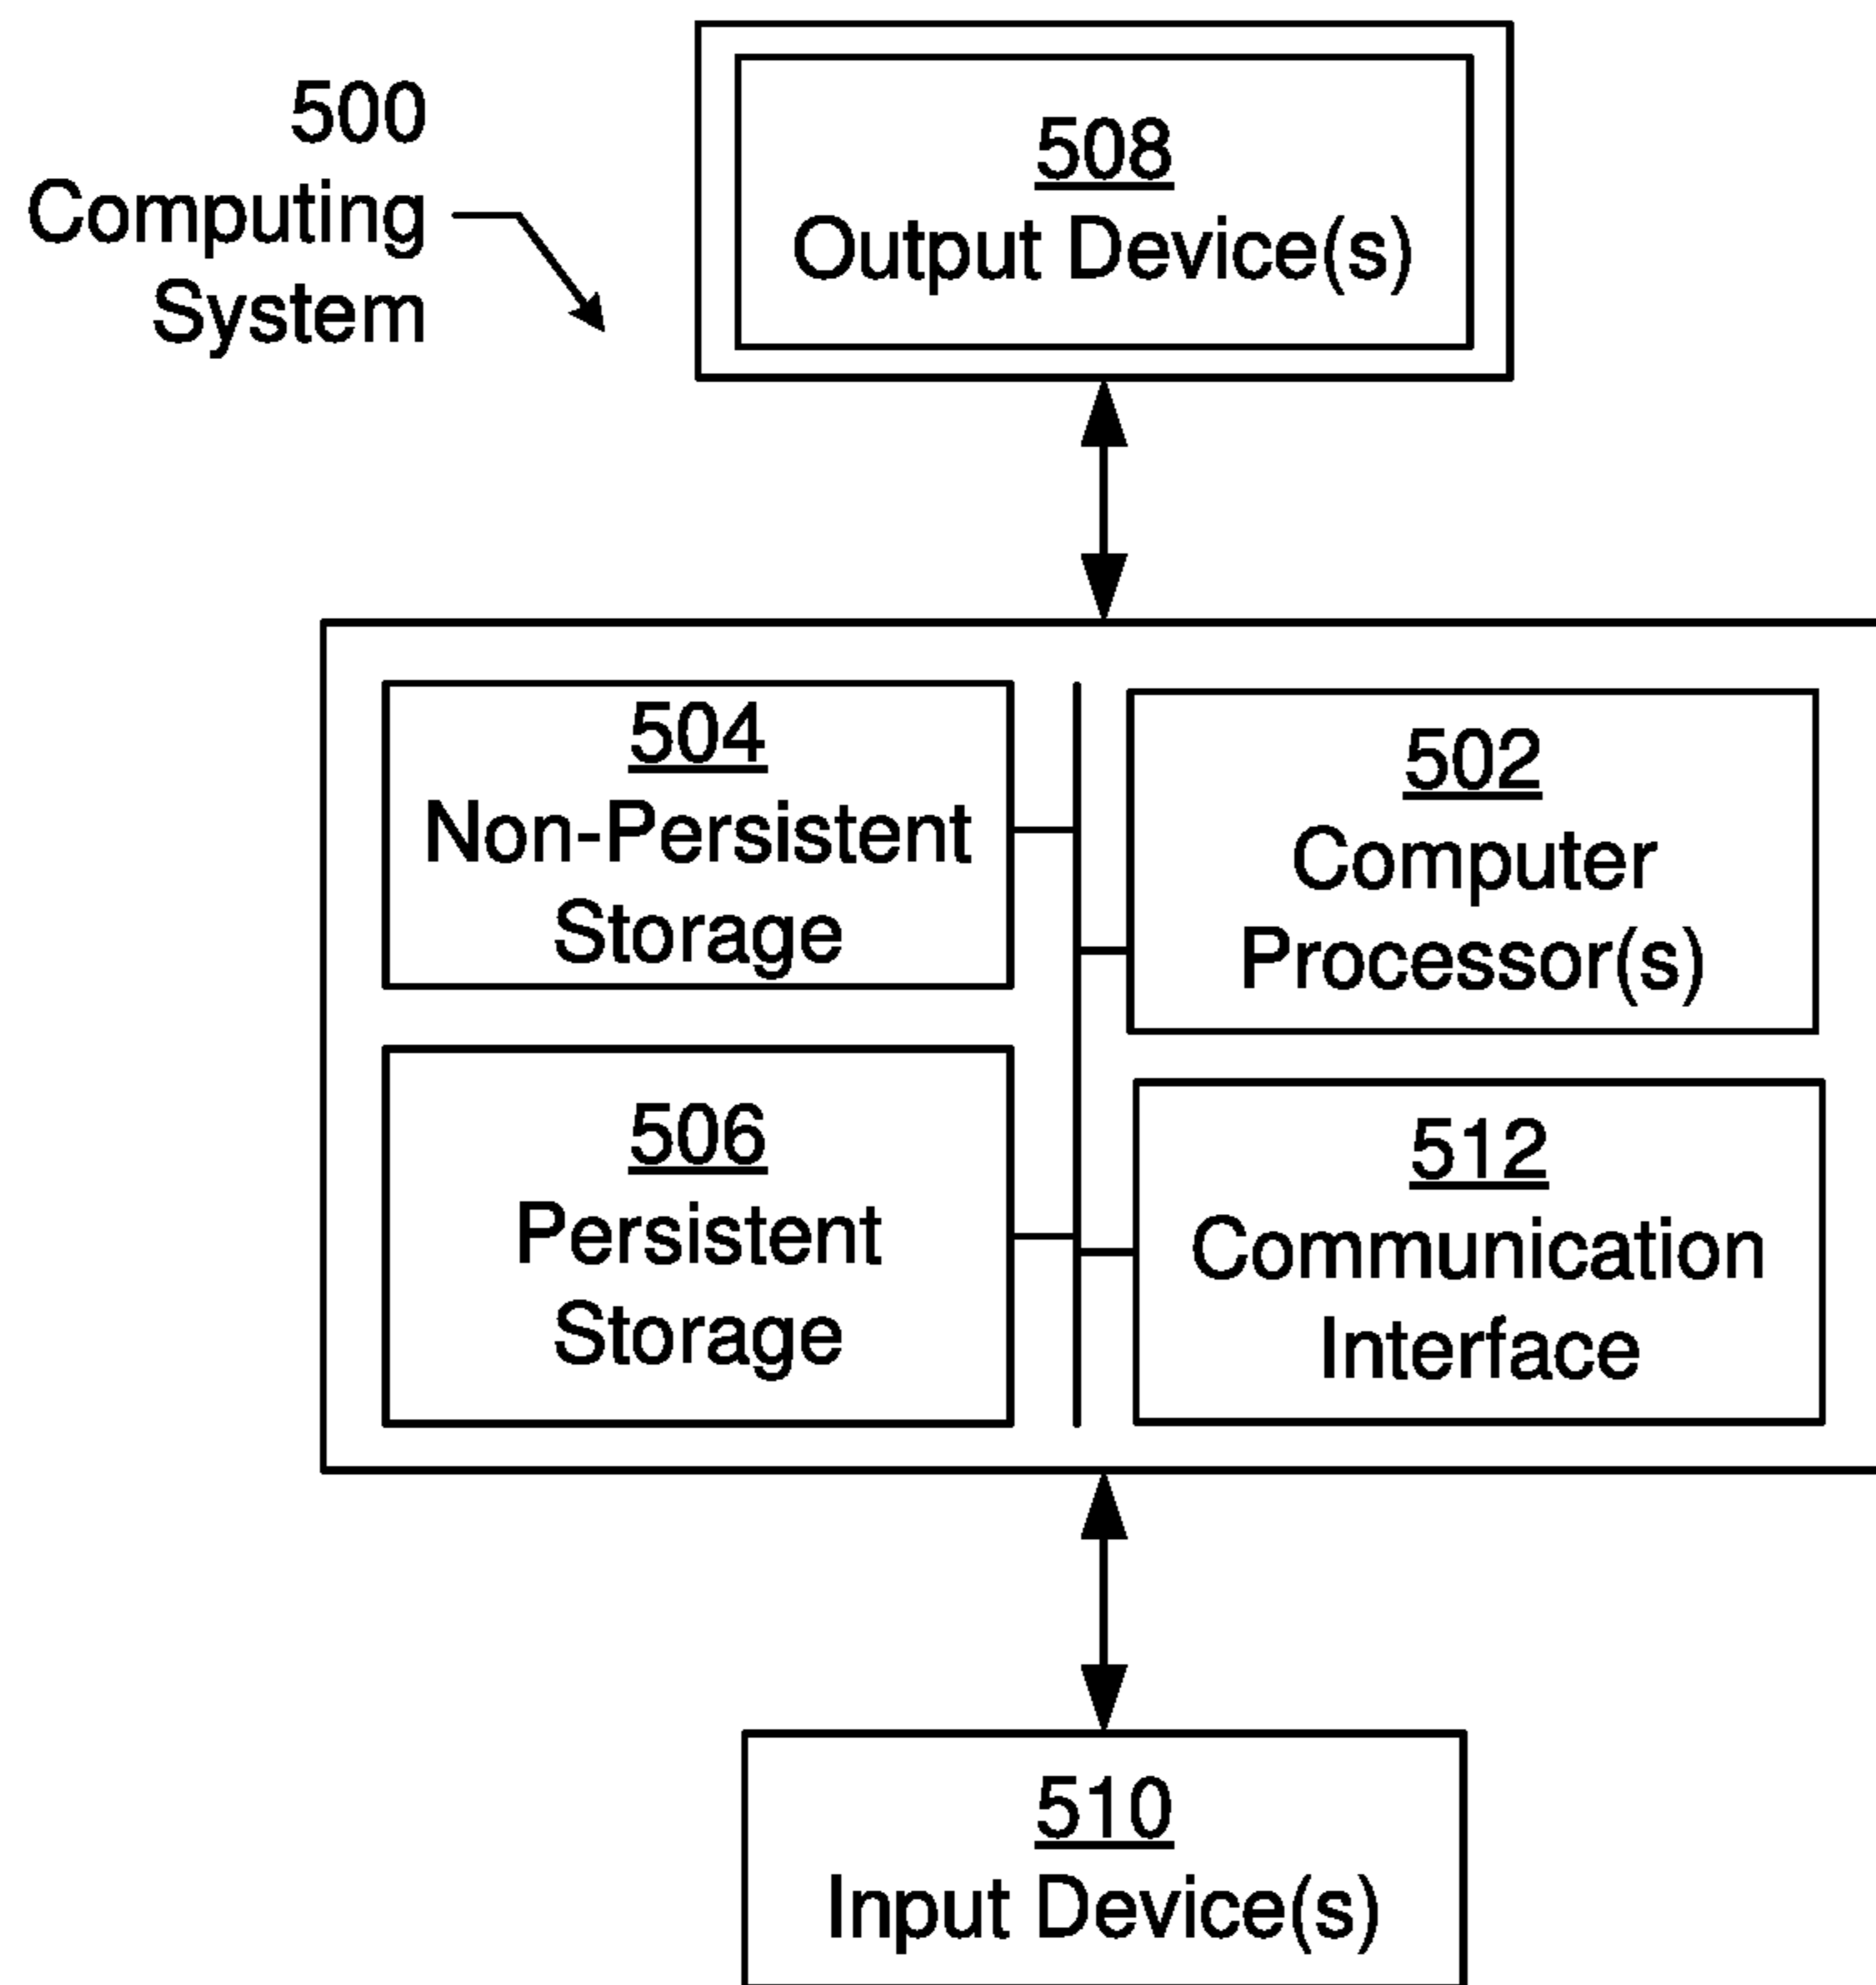 500
Computing
System
508
Output Device(s)
504
Non-Persistent
Storage
502
Computer
Processor(s)
506
Persistent
Storage
512
Communication
Interface
510
Input Device(s)